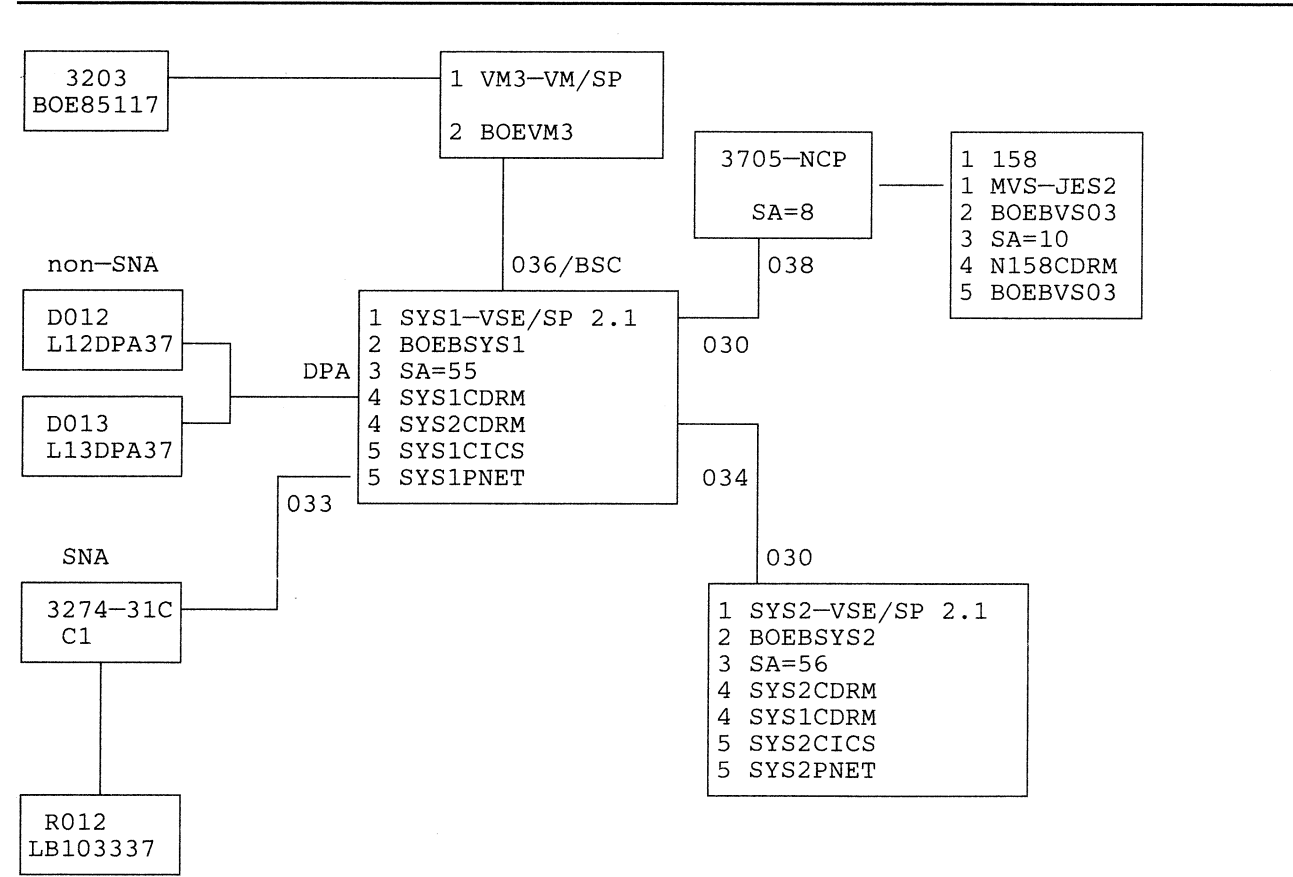 3203
BOE85117
1 VM3—VM/SP
2 BOEVM3
3705—NCP
SA=8
1 158
1 MVS—JES2
2 BOEBVS03
3 SA=10
4 N158CDRM
5 BOEBVS03
036/BSC
038
non—SNA
D012
L12DPA37
D013
L13DPA37
DPA
1 SYS1—VSE/SP 2.1
2 BOEBSYS1
3 SA=55
4 SYS1CDRM
4 SYS2CDRM
5 SYS1CICS
5 SYS1PNET
030
034
033
SNA
3274—31C
C1
030
1 SYS2—VSE/SP 2.1
2 BOEBSYS2
3 SA=56
4 SYS2CDRM
4 SYS1CDRM
5 SYS2CICS
5 SYS2PNET
R012
LB103337